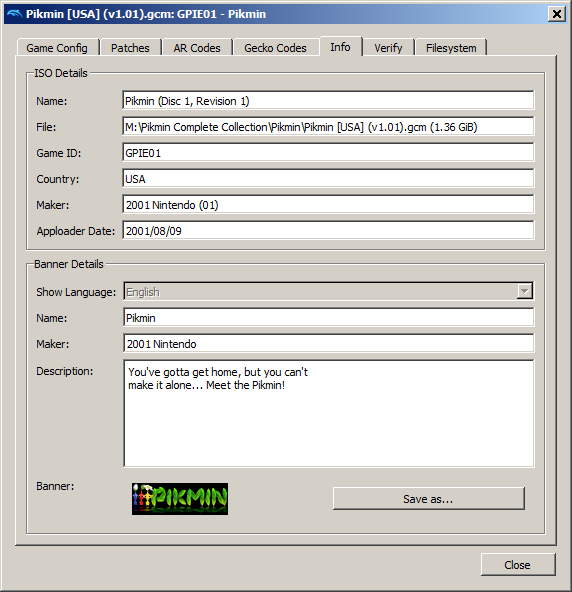 Pikmin [USA] (v1.01).gcm: GPIE01 - Pikmin
Game Config Patches AR Codes Gecko Codes Info Verify Filesystem
ISO Details
Name: Pikmin (Disc 1, Revision 1)
File: M:\Pikmin Complete Collection\Pikmin\Pikmin [USA] (v1.01).gcm (1.36 GiB)
Game ID: GPIE01
Country: USA
Maker: 2001 Nintendo (01)
Apploader Date: 2001/08/09
Banner Details
Show Language: English
Name: Pikmin
Maker: 2001 Nintendo
Description: You've gotta get home, but you can't
make it alone... Meet the Pikmin!
Banner: PIKMIN Save as...
Close